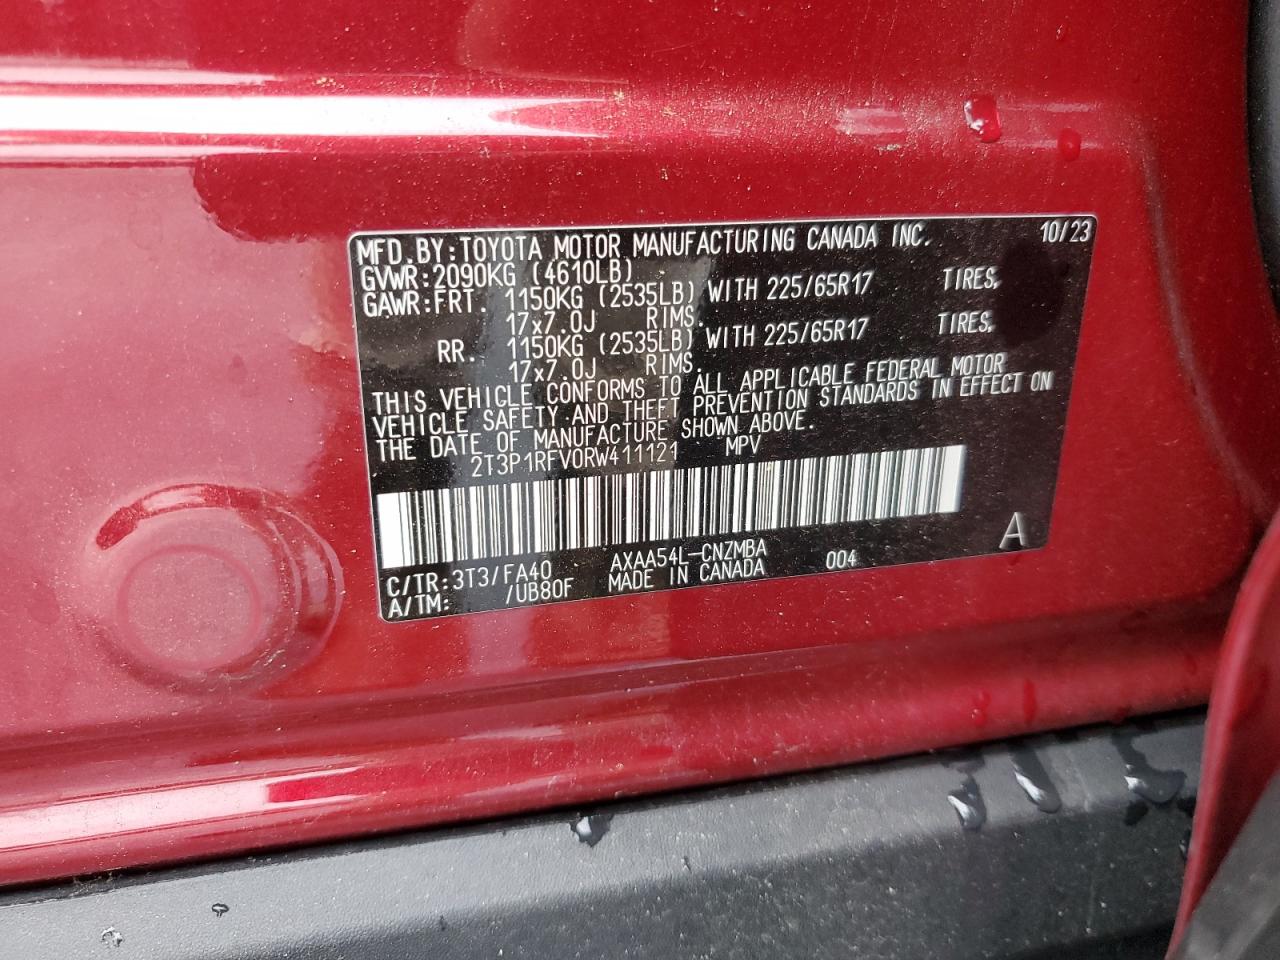 MFD. BY: TOYOTA MOTOR MANUFACTURING CANADA INC. 10/23
GVWR: 2090KG (4610LB)
GAWR: FRT. 1150KG (2535LB) WITH 225/65R17 TIRES,
17x7.0J RIMS.
RR. 1150KG (2535LB) WITH 225/65R17 TIRES,
17x7.0J RIMS.
THIS VEHICLE CONFORMS TO ALL APPLICABLE FEDERAL MOTOR
VEHICLE SAFETY AND THEFT PREVENTION STANDARDS IN EFFECT ON
THE DATE OF MANUFACTURE SHOWN ABOVE.
2T3P1RFV0RW411121 MPV
C/TR: 3T3/FA40 AXAA54L-CNZMBA 004 A
A/TM: /UB80F MADE IN CANADA